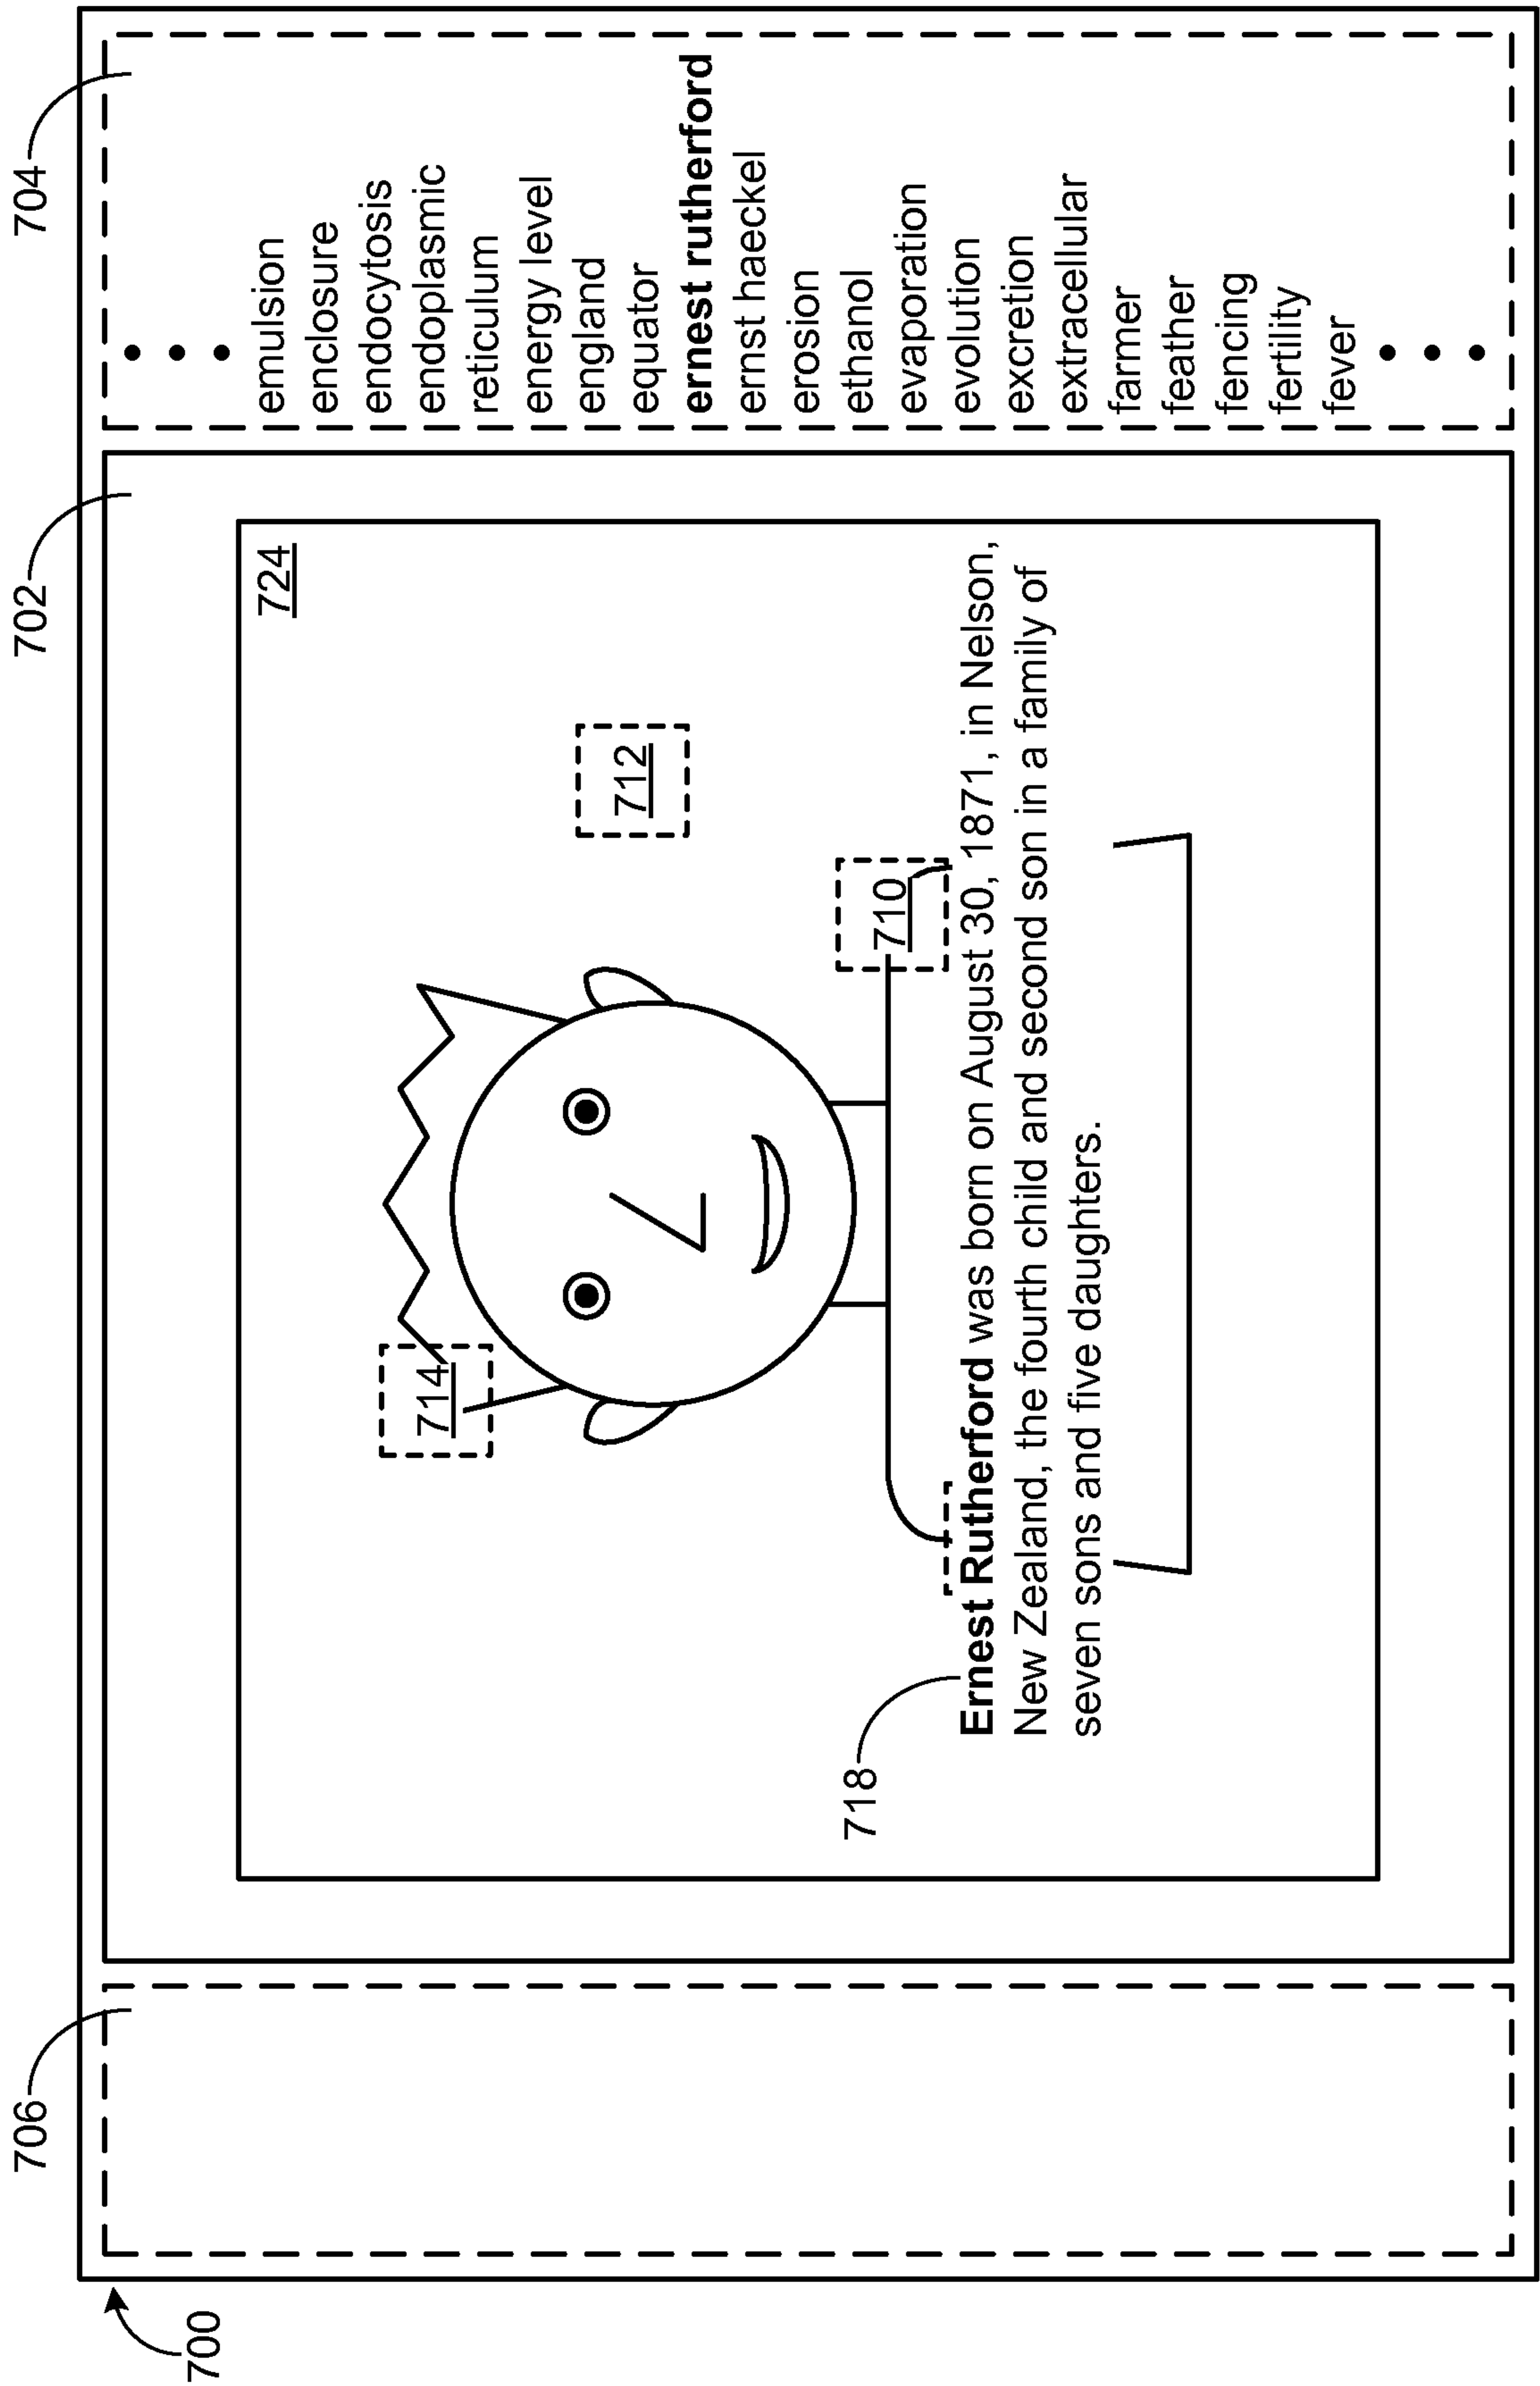 700
706
702
704
724
714
712
710
718
Ernest Rutherford was born on August 30, 1871, in Nelson,
New Zealand, the fourth child and second son in a family of
seven sons and five daughters.
emulsion
enclosure
endocytosis
endoplasmic
reticulum
energy level
england
equator
ernest rutherford
ernst haeckel
erosion
ethanol
evaporation
evolution
excretion
extracellular
farmer
feather
fencing
fertility
fever